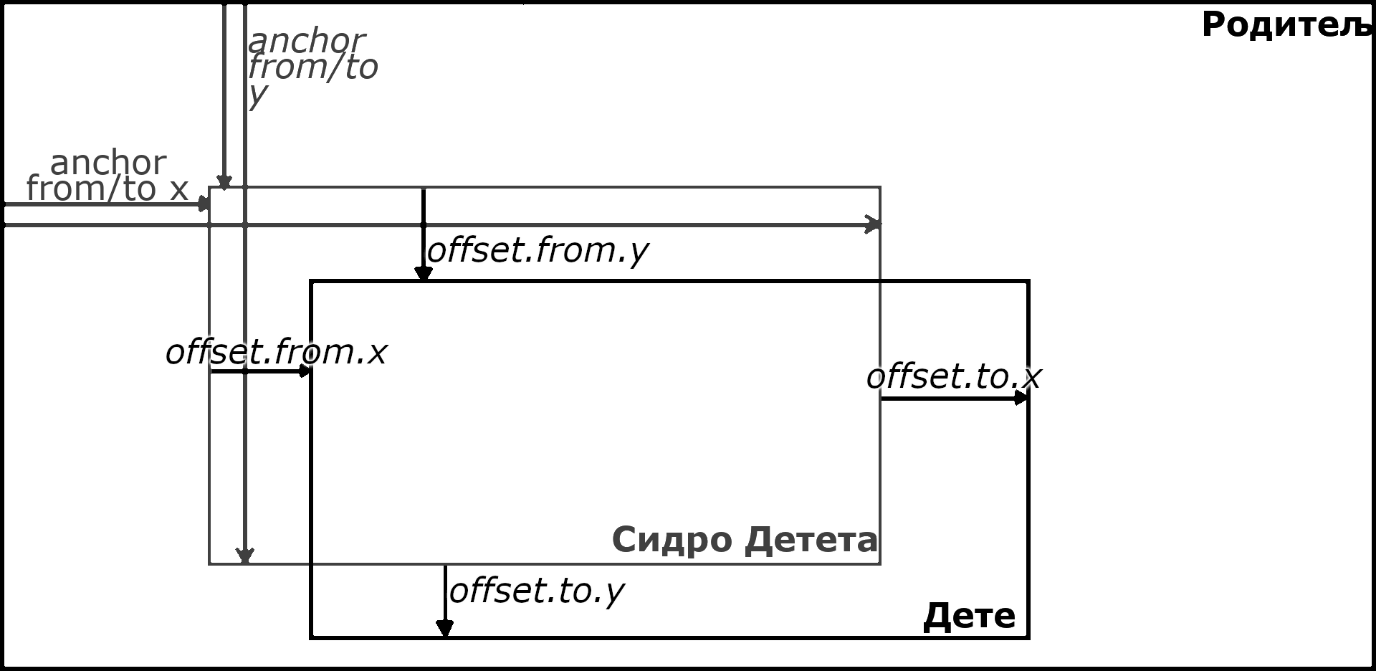 Родитељ
anchor
from/to
y
anchor
from/to x
offset.from.y
offset.from.x
offset.to.x
Сидро Детета
offset.to.y
Дете